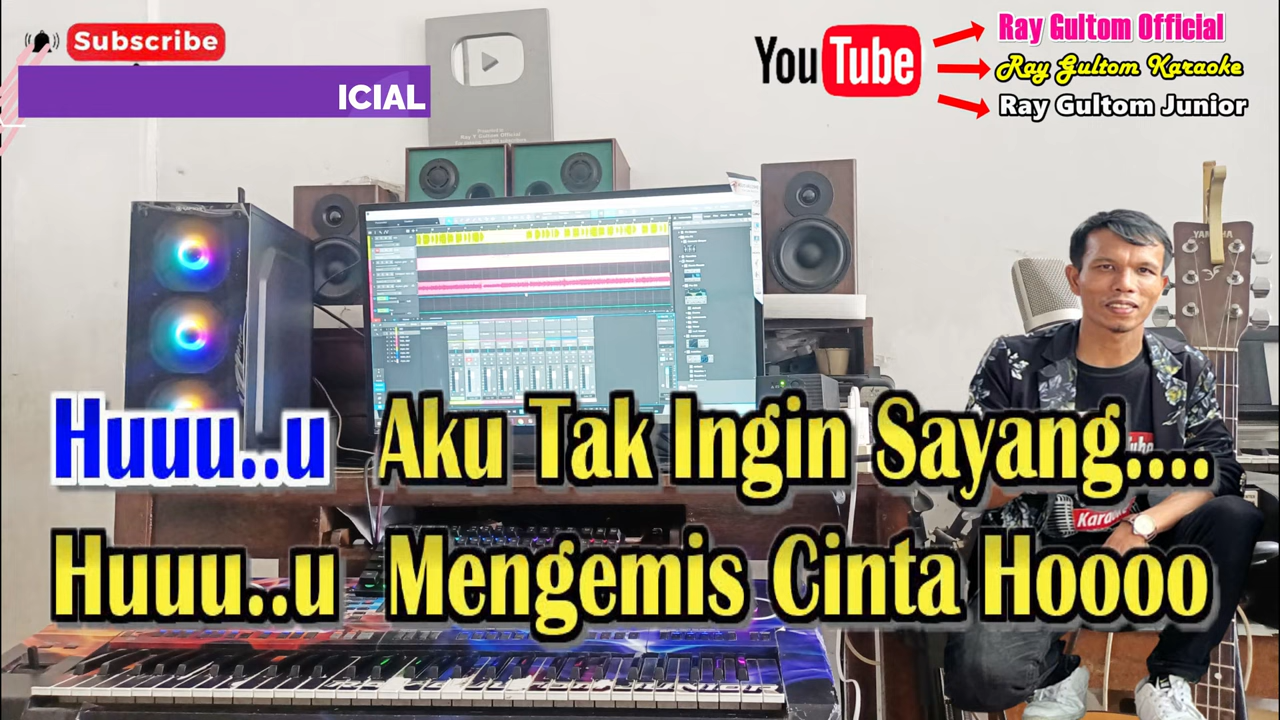 Subscribe
ICIAL
YouTube
Ray Gultom Official
Ray Gultom Karaoke
Ray Gultom Junior
YAMAHA
Huuu..u Aku Tak Ingin Sayang....
Huuu..u Mengemis Cinta Hoooo